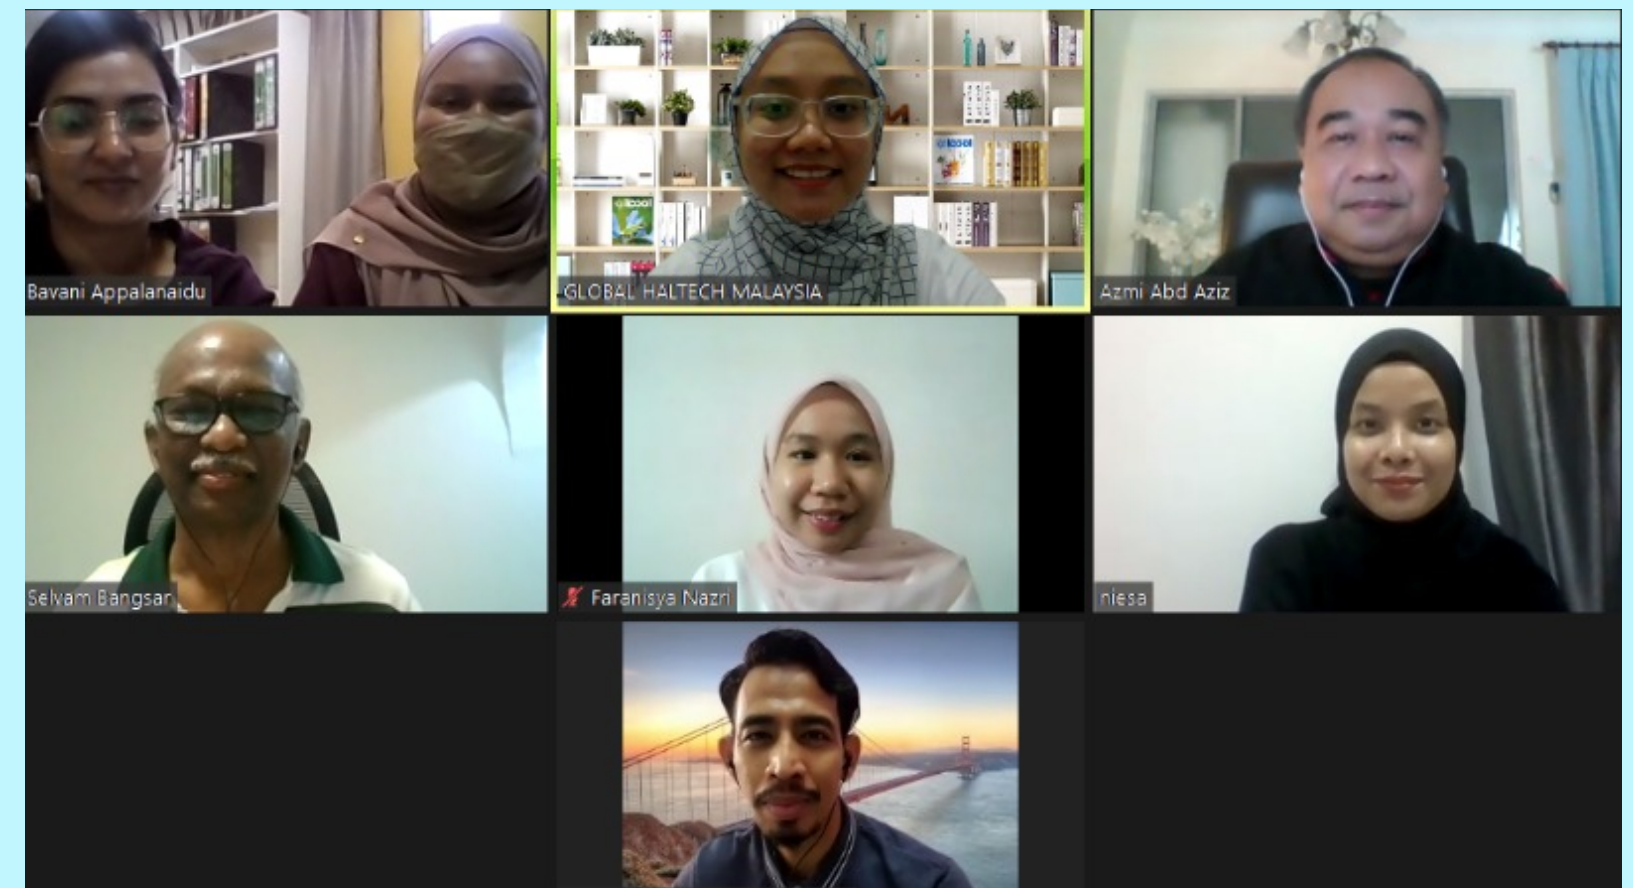 Bavani Appalanaidu
GLOBAL HALTECH MALAYSIA
Azmi Abd Aziz
Selvam Bangsar
Faranisya Nazri
niesa